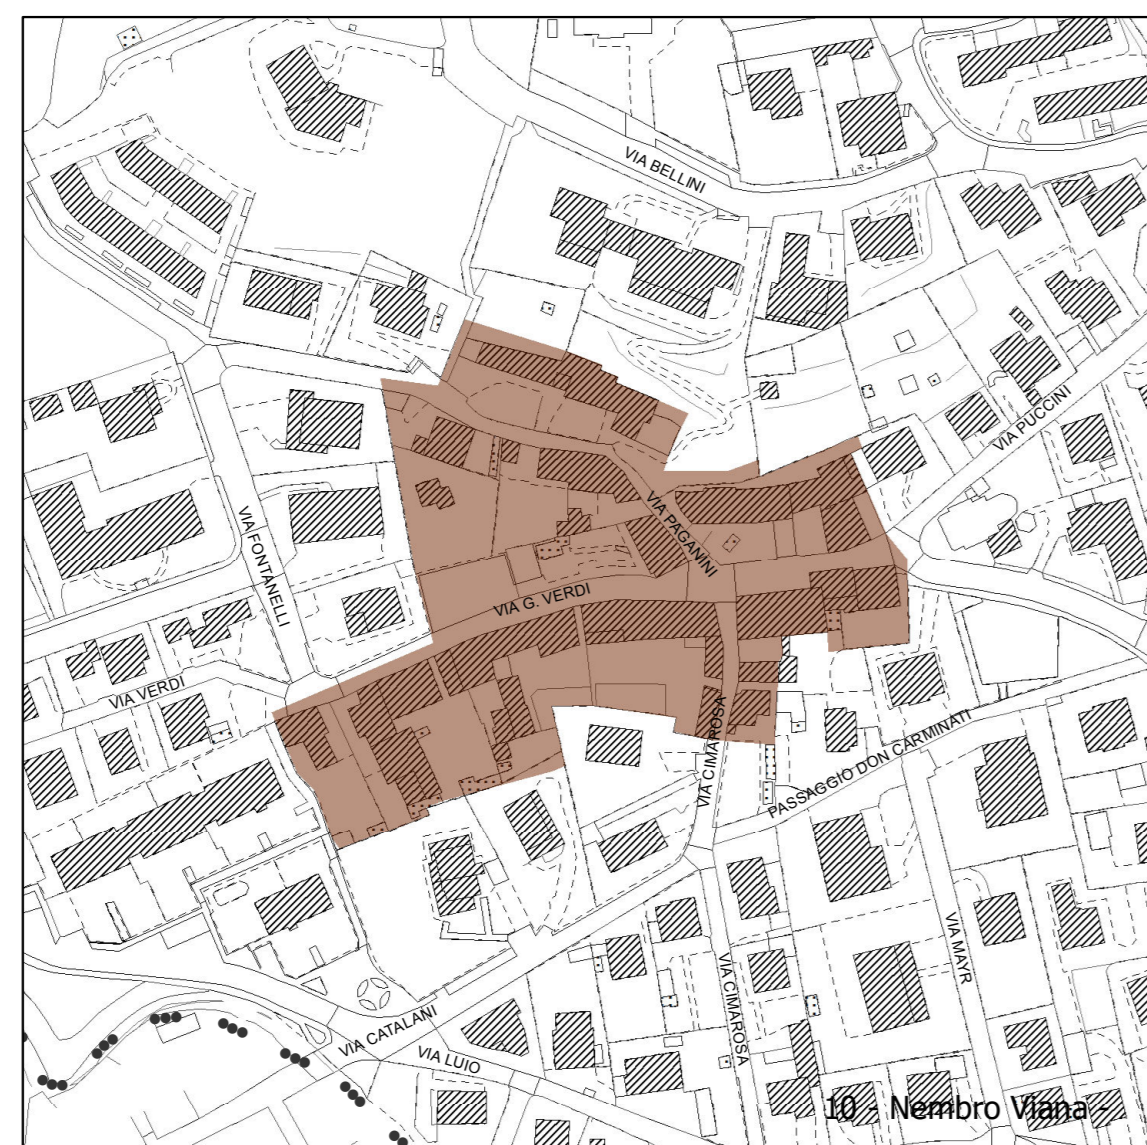 VIA BELLINI
VIA PUCCINI
VIA PAGANINI
VIA FONTANELLI
VIA G. VERDI
VIA VERDI
VIA CIMAROSA
PASSAGGIO DON CARMINATI
VIA MAYR
VIA CIMAROSA
VIA CATALANI
VIA LUIO
10 - Nembro Viana -